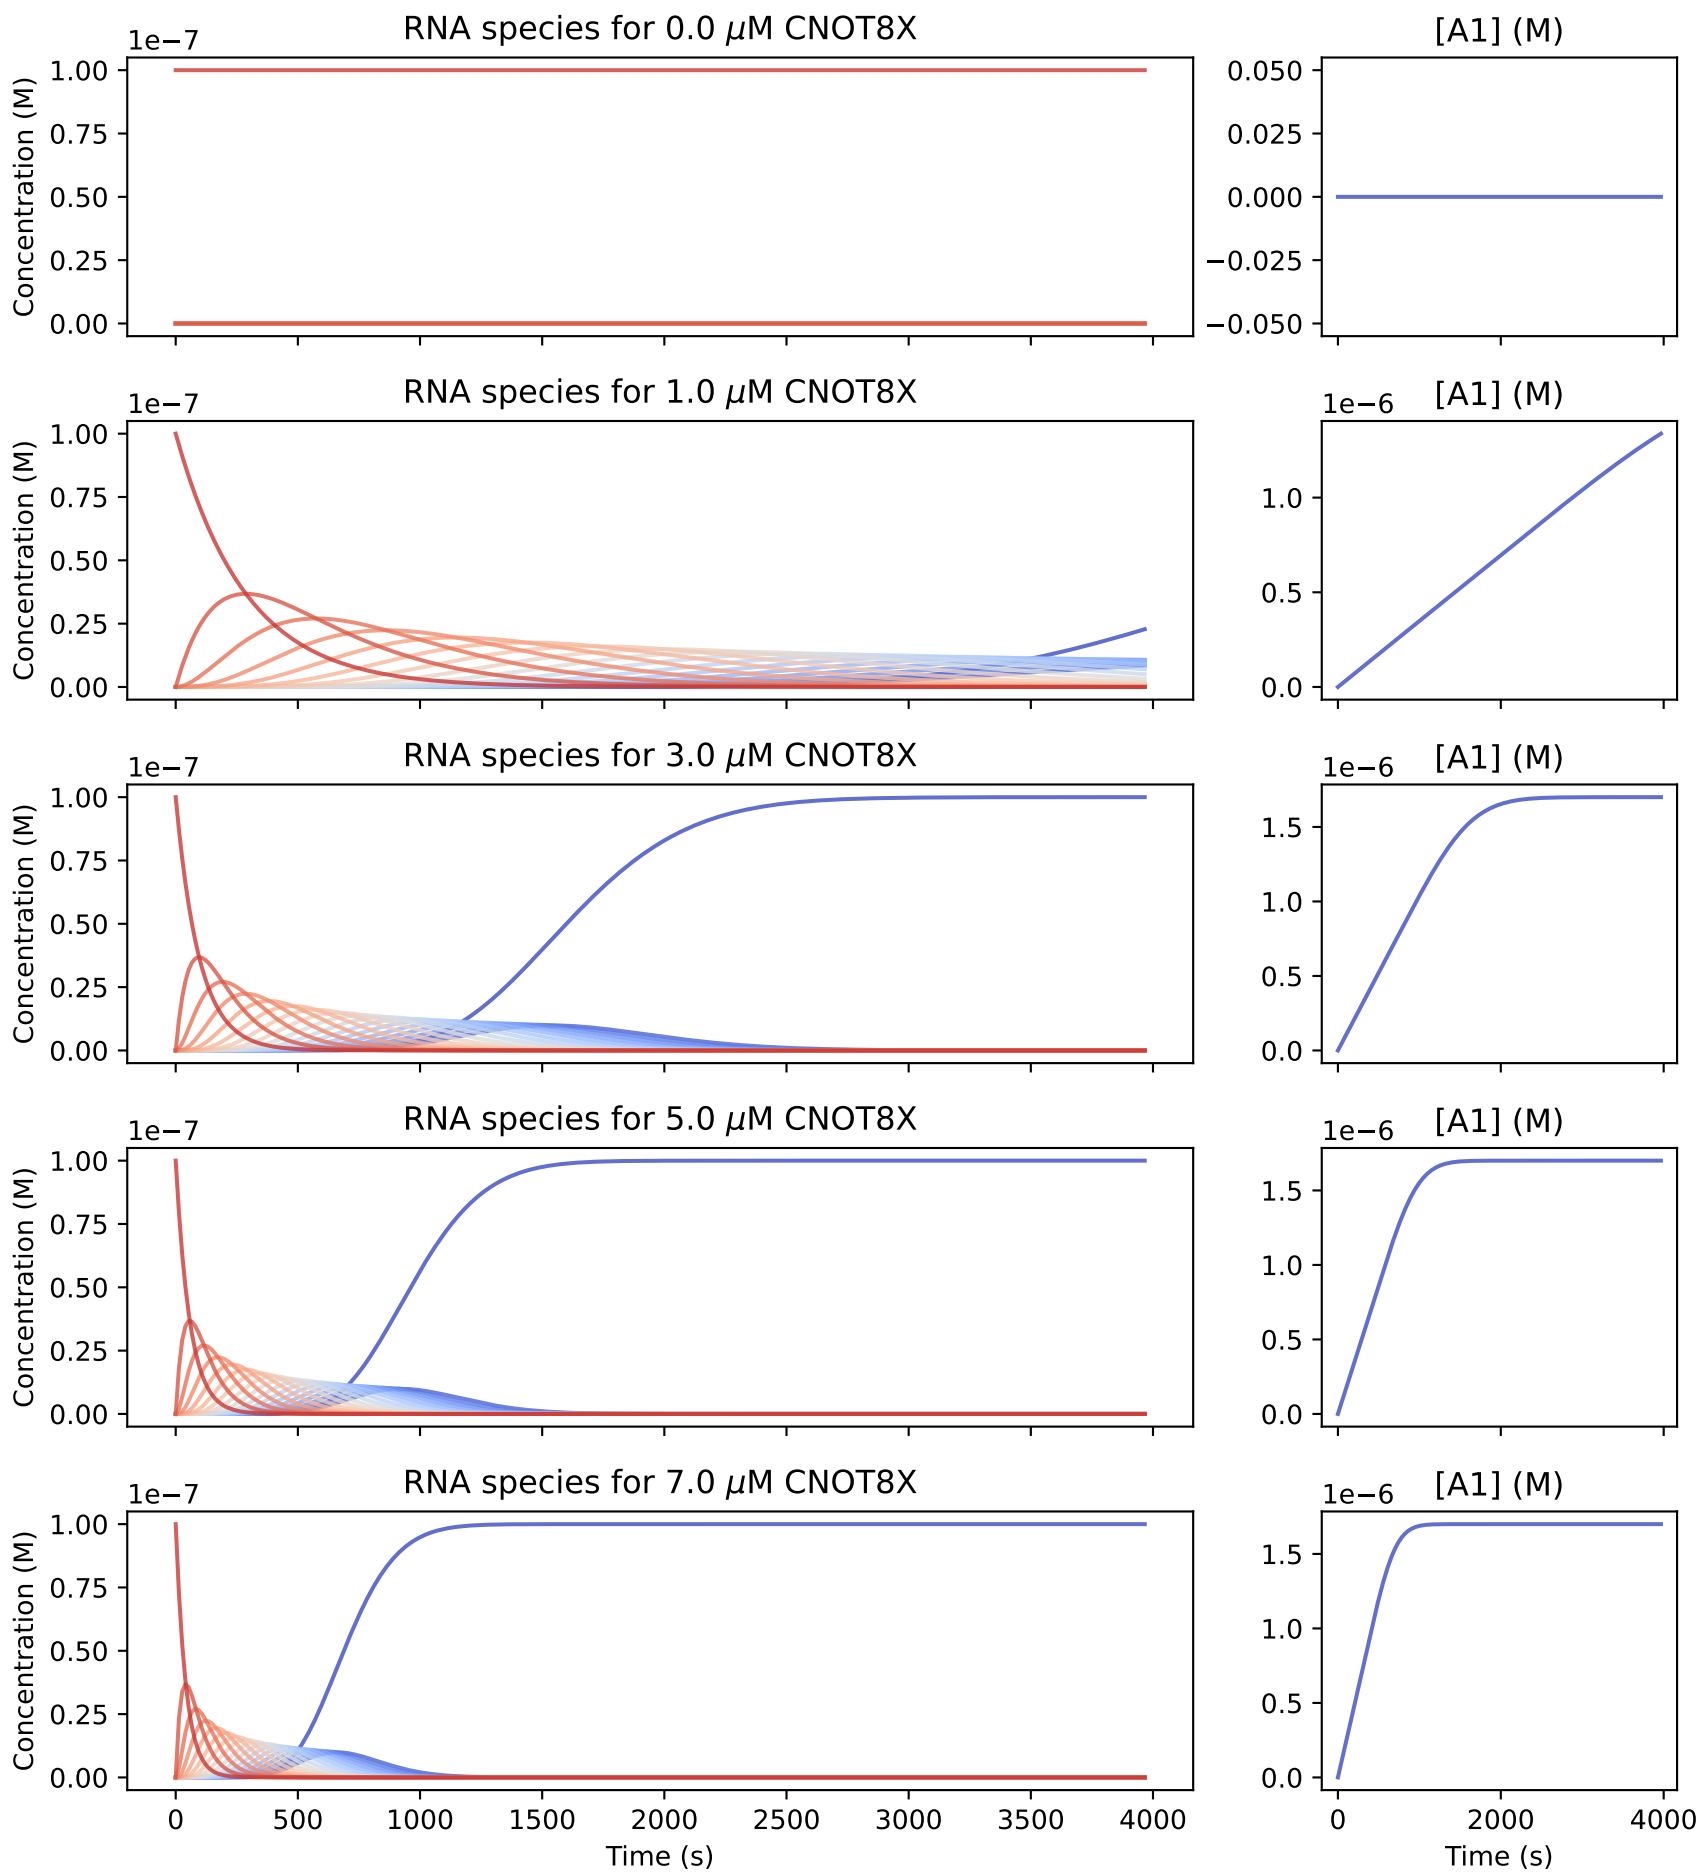 RNA species for 0.0 μM CNOT8X
1e−7
Concentration (M)
1.00
0.75
0.50
0.25
0.00
[A1] (M)
0.050
0.025
0.000
−0.025
−0.050
RNA species for 1.0 μM CNOT8X
1e−7
Concentration (M)
1.00
0.75
0.50
0.25
0.00
[A1] (M)
1e−6
1.0
0.5
0.0
RNA species for 3.0 μM CNOT8X
1e−7
Concentration (M)
1.00
0.75
0.50
0.25
0.00
[A1] (M)
1e−6
1.5
1.0
0.5
0.0
RNA species for 5.0 μM CNOT8X
1e−7
Concentration (M)
1.00
0.75
0.50
0.25
0.00
[A1] (M)
1e−6
1.5
1.0
0.5
0.0
RNA species for 7.0 μM CNOT8X
1e−7
Concentration (M)
1.00
0.75
0.50
0.25
0.00
0 500 1000 1500 2000 2500 3000 3500 4000
Time (s)
[A1] (M)
1e−6
1.5
1.0
0.5
0.0
0 2000 4000
Time (s)